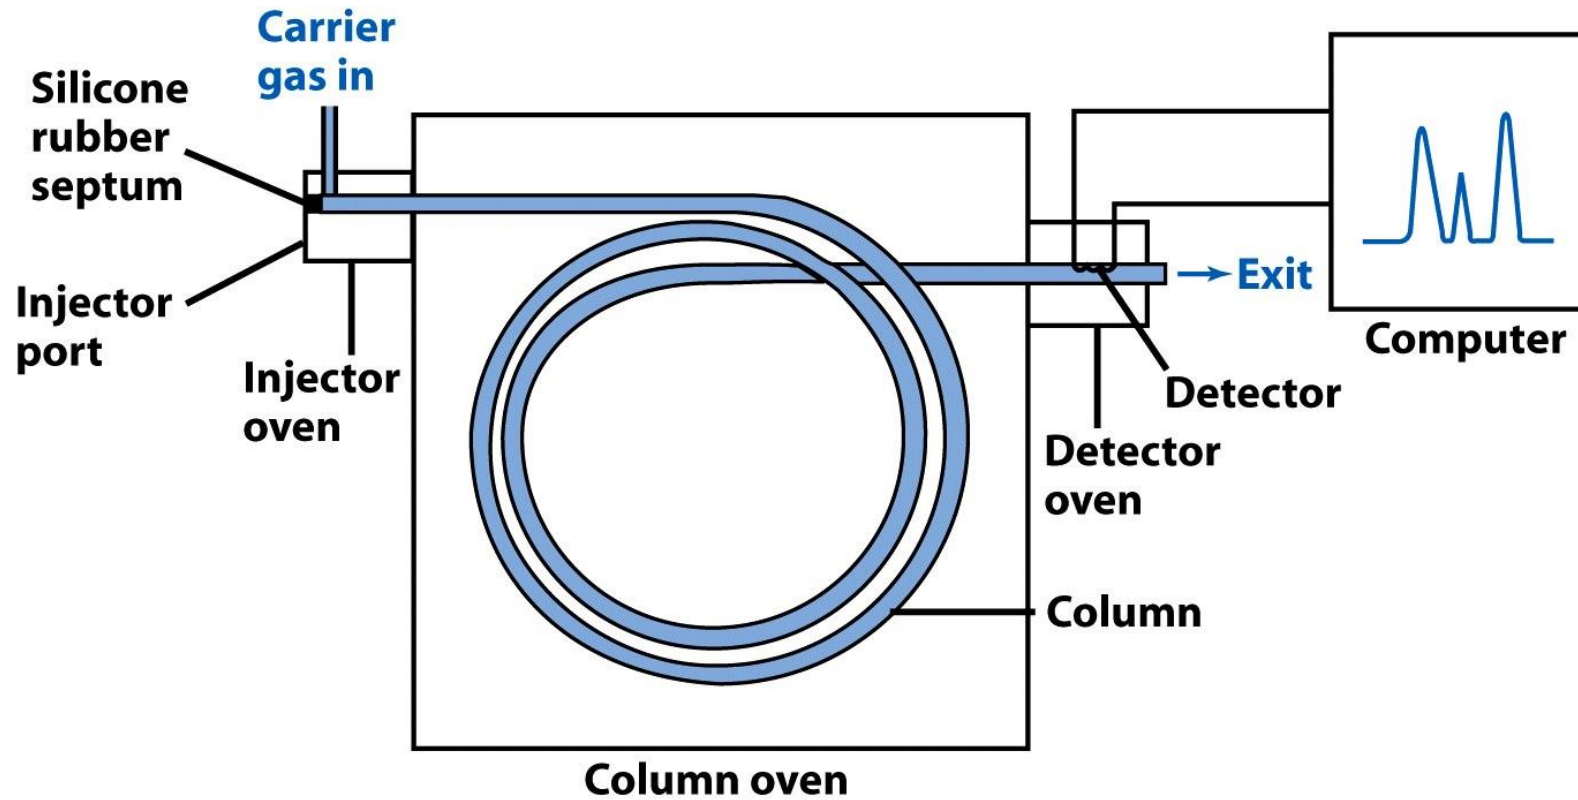 Carrier
gas in
Silicone
rubber
septum
Injector
port
Injector
oven
Exit
Computer
Detector
Detector
oven
Column
Column oven